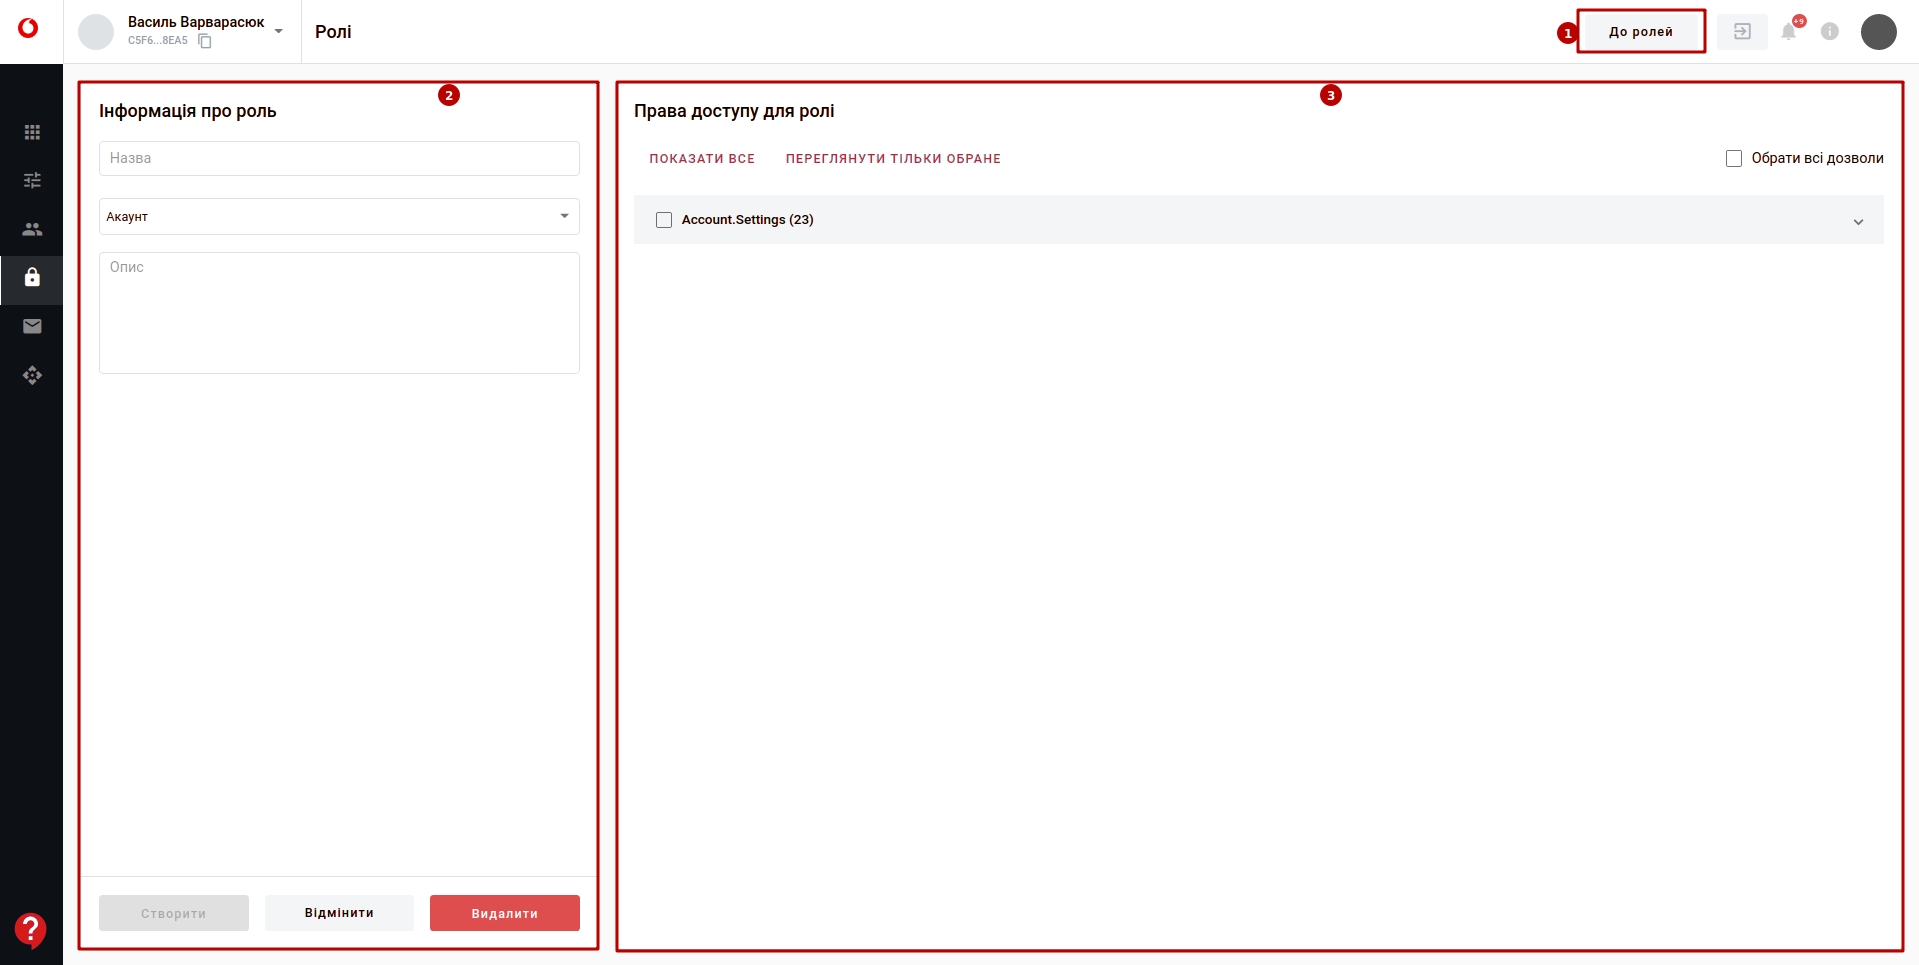 Василь Варварасюк
C5F6...8EA5
Ролі
1
До ролей
+9
2
Інформація про роль
Назва
Акаунт
Опис
Створити
Відмінити
Видалити
3
Права доступу для ролі
ПОКАЗАТИ ВСЕ
ПЕРЕГЛЯНУТИ ТІЛЬКИ ОБРАНЕ
Обрати всі дозволи
Account.Settings (23)